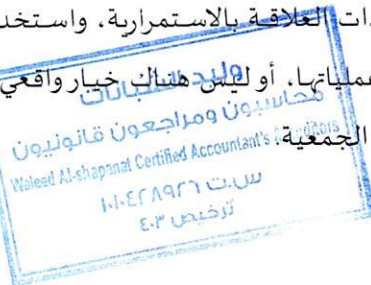 ذات العلاقة بالاستمرارية، واستخد
عملياتها، أو ليس هناك خيار واقعي
الجمعية.
وليد الشبانات
محاسبون ومراجعون قانونيون
Waleed Al-shapanat Certified Accountant's & Auditors
س.ت ١٠١٠٤٣٨٩٢٦
ترخيص ٤٠٣